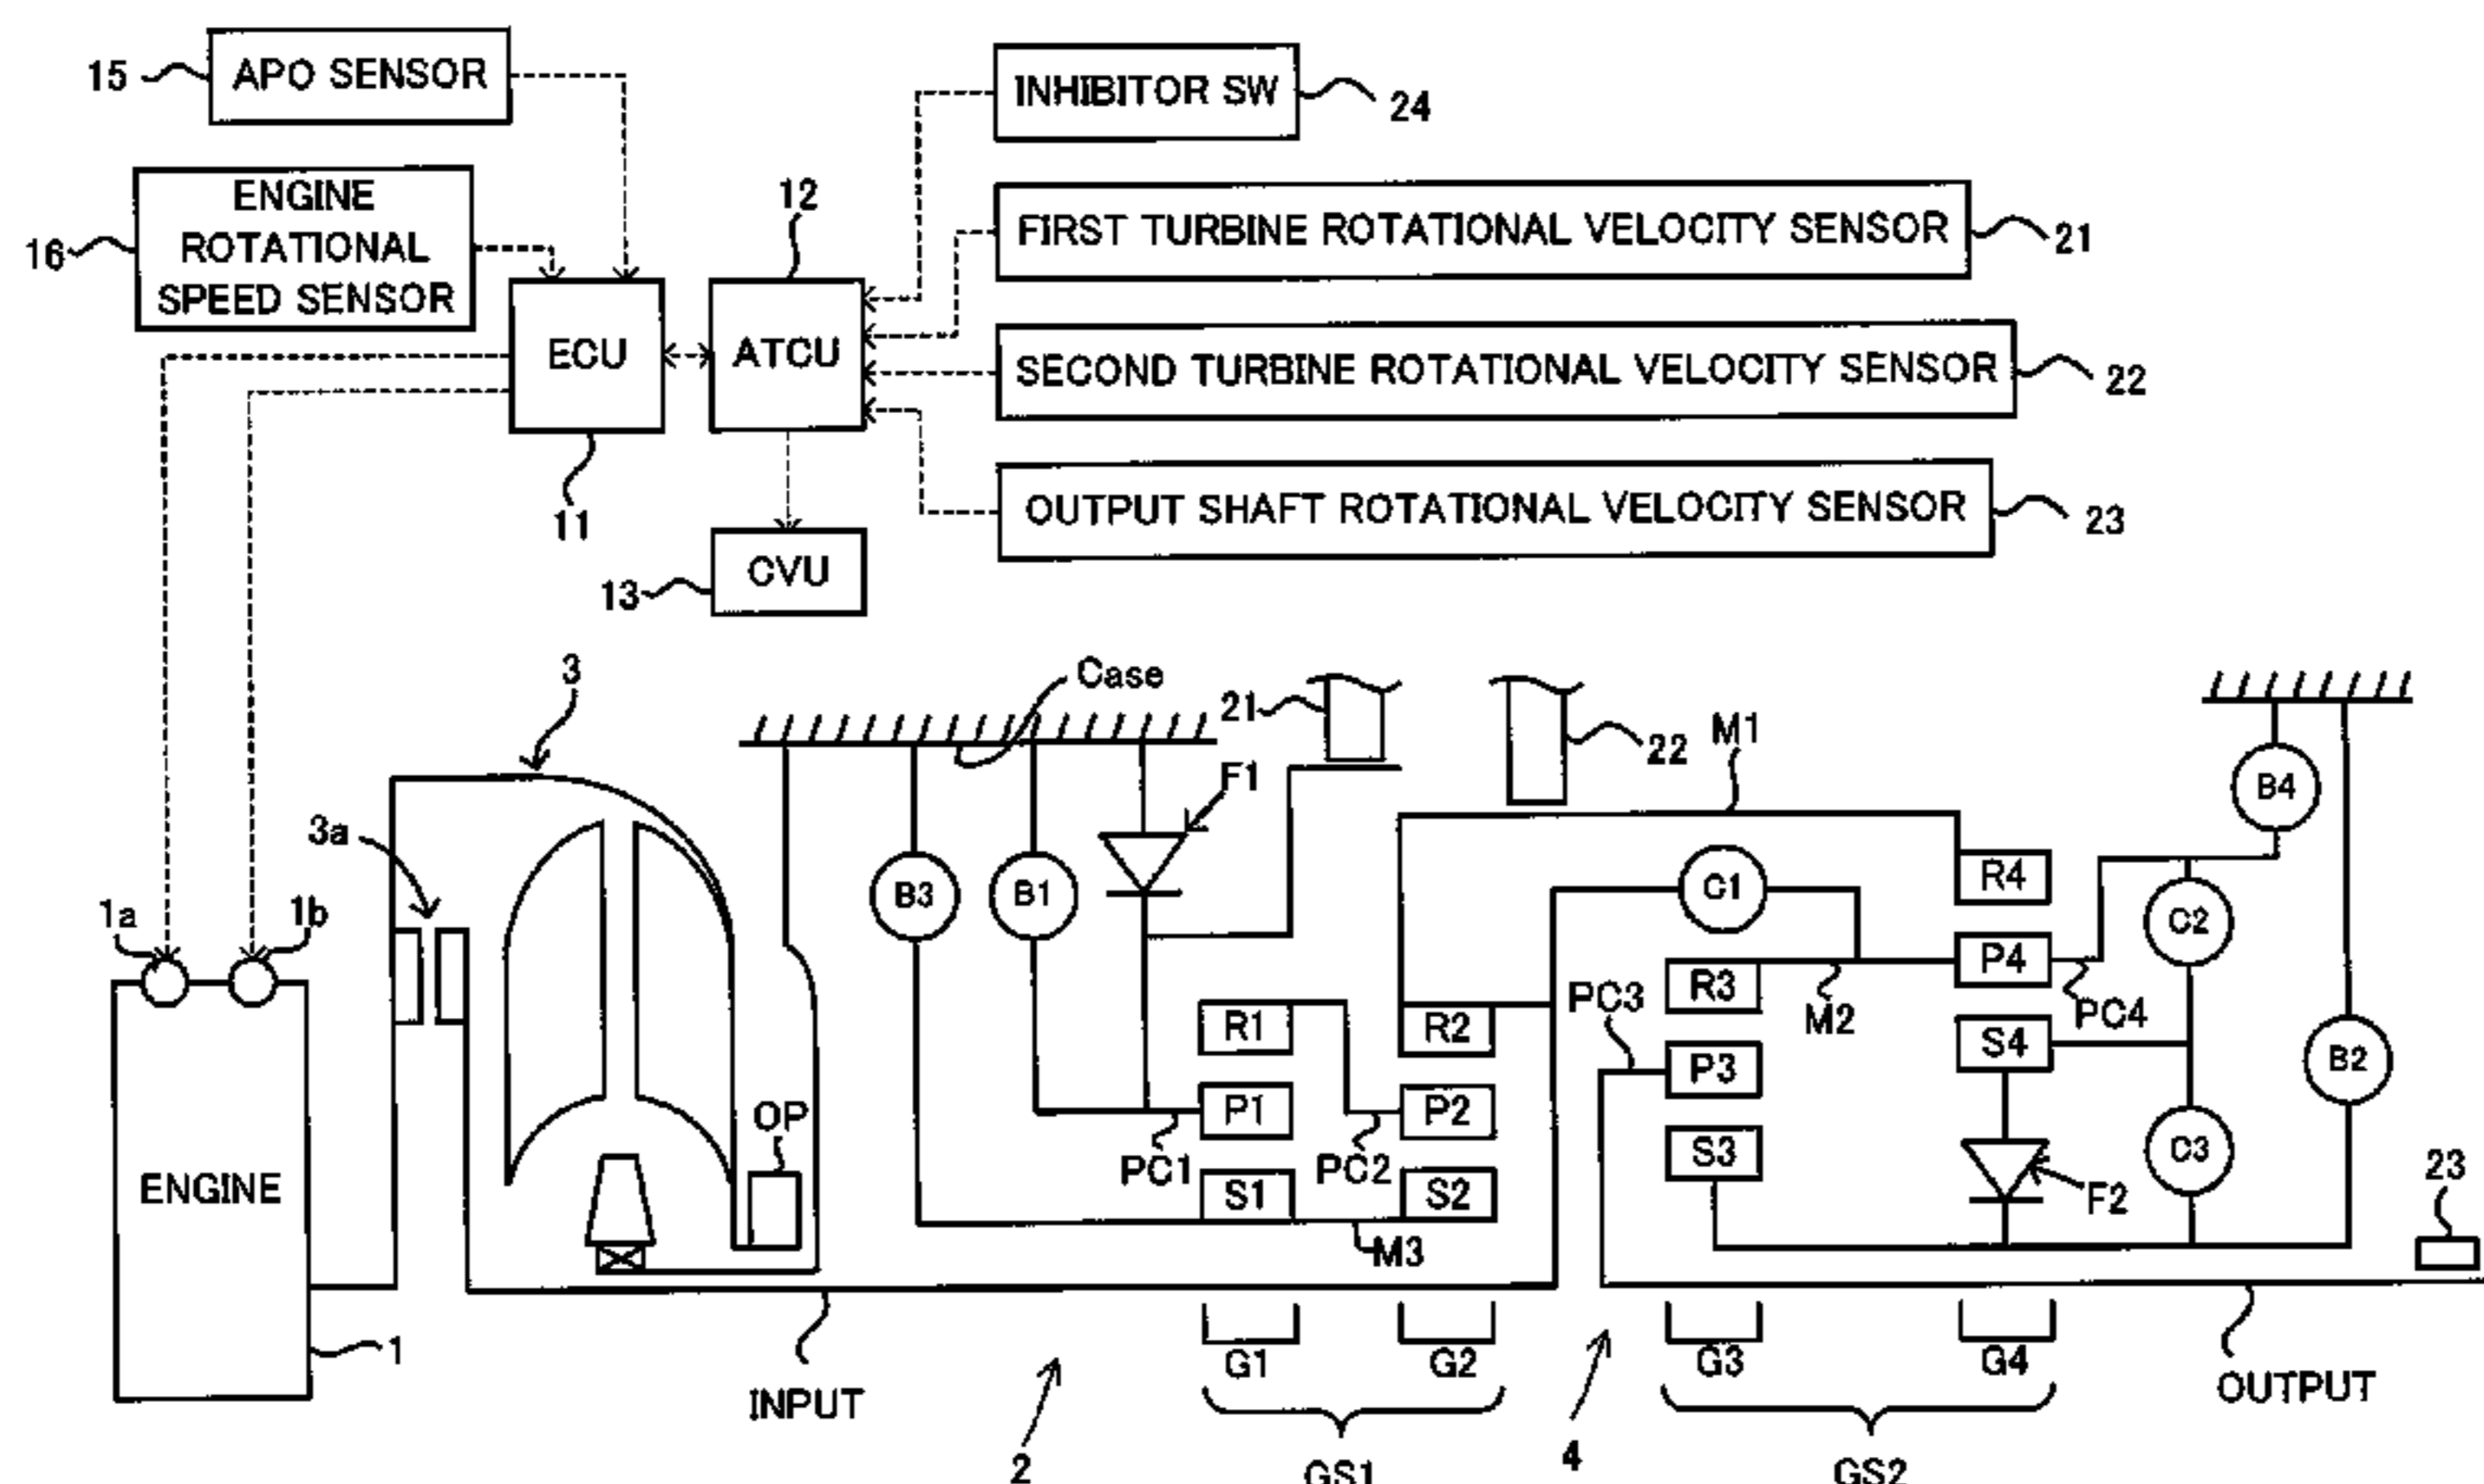 15
APO SENSOR
INHIBITOR SW
24
ENGINE
ROTATIONAL
SPEED SENSOR
16
12
FIRST TURBINE ROTATIONAL VELOCITY SENSOR
21
ECU
ATCU
SECOND TURBINE ROTATIONAL VELOCITY SENSOR
22
11
OUTPUT SHAFT ROTATIONAL VELOCITY SENSOR
23
CVU
13
3
Case
21
22
M1
F1
B4
3a
B3
B1
C1
R4
C2
1a
1b
P4
R3
PC3
M2
PC4
R1
R2
S4
B2
P3
OP
P1
P2
S3
C3
ENGINE
PC1
PC2
S1
S2
F2
23
M3
1
INPUT
G1
G2
G3
G4
OUTPUT
2
GS1
4
GS2